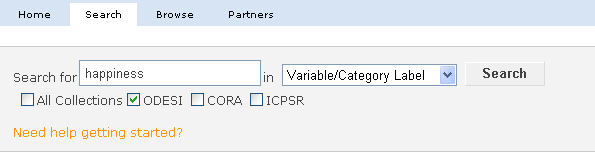 Home Search Browse Partners
Search for happiness in Variable/Category Label Search
All Collections ODESI CORA ICPSR
Need help getting started?